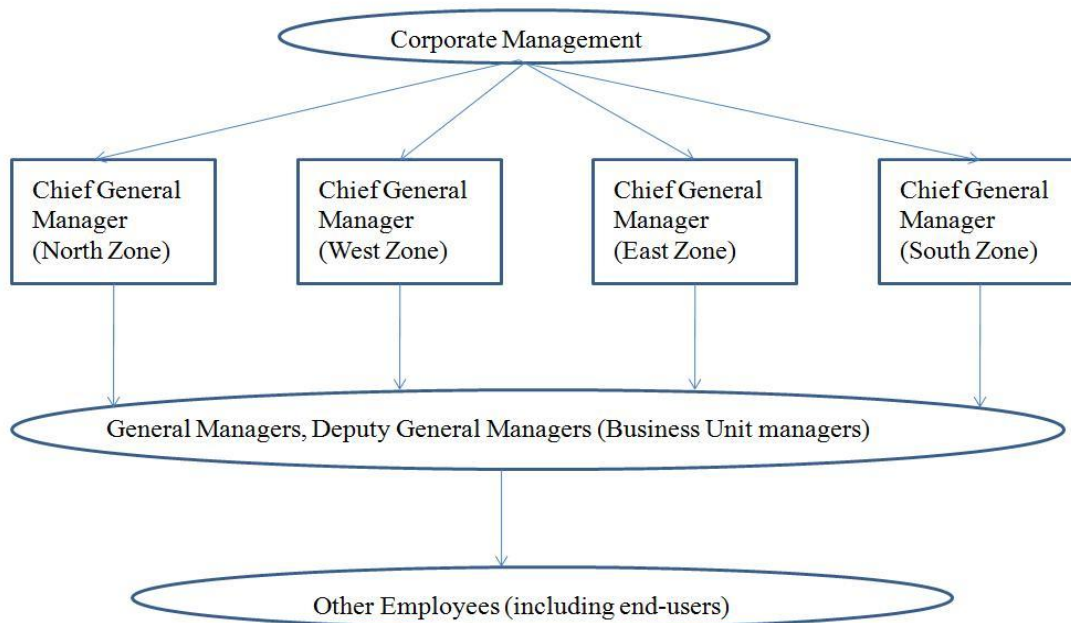 Corporate Management
Chief General
Manager
(North Zone)
Chief General
Manager
(West Zone)
Chief General
Manager
(East Zone)
Chief General
Manager
(South Zone)
General Managers, Deputy General Managers (Business Unit managers)
Other Employees (including end-users)